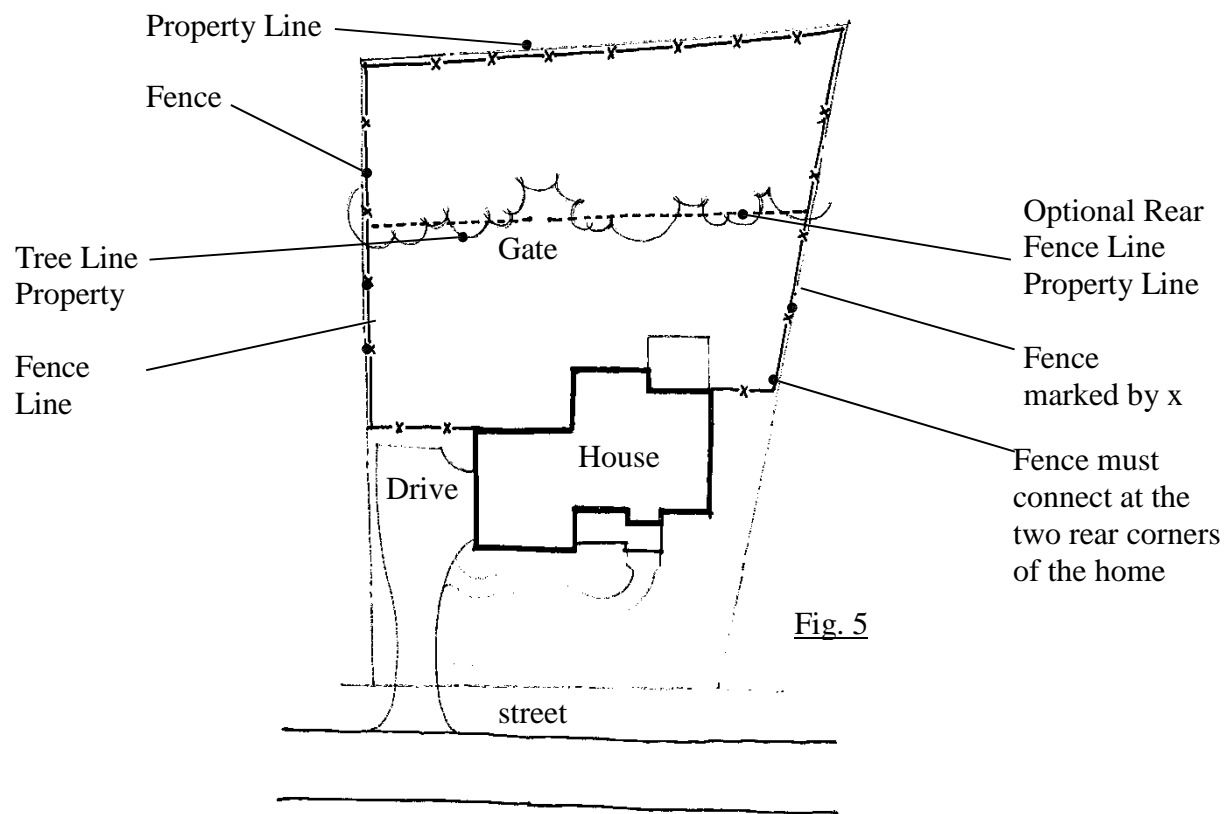 Property Line
Fence
Tree Line
Property
Fence
Line
Gate
House
Drive
Optional Rear
Fence Line
Property Line
Fence
marked by x
Fence must
connect at the
two rear corners
of the home
Fig. 5
street